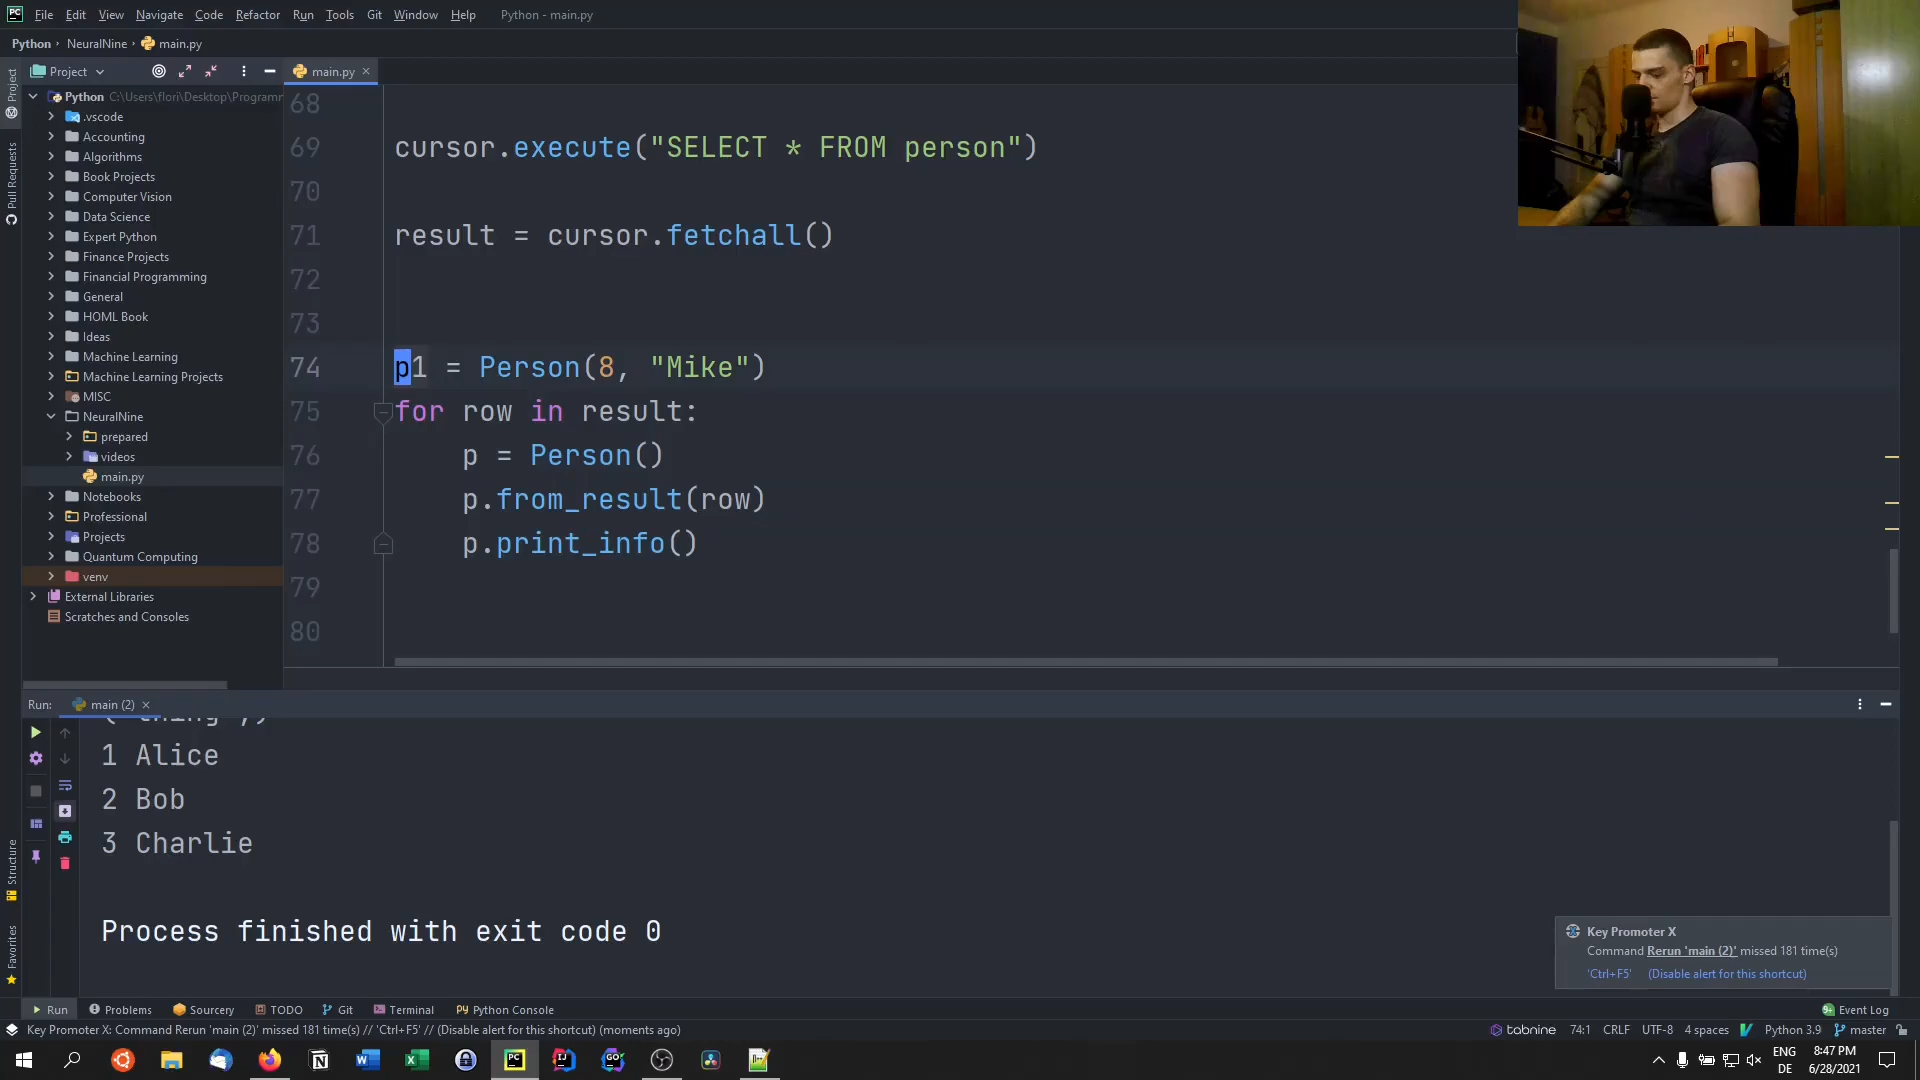 File Edit View Navigate Code Refactor Run Tools Git Window Help Python - main.py
Python NeuralNine main.py
Project
main.py
Python C:\Users\flori\Desktop\Programr
.vscode
Accounting
Algorithms
Book Projects
Computer Vision
Data Science
Expert Python
Finance Projects
Financial Programming
General
HOML Book
Ideas
Machine Learning
Machine Learning Projects
MISC
NeuralNine
prepared
videos
main.py
Notebooks
Professional
Projects
Quantum Computing
venv
External Libraries
Scratches and Consoles
Project
Pull Requests
Structure
Favorites
68
69 cursor.execute("SELECT * FROM person")
70
71 result = cursor.fetchall()
72
73
74 p1 = Person(8, "Mike")
75 for row in result:
76 p = Person()
77 p.from_result(row)
78 p.print_info()
79
80
Run: main (2)
1 Alice
2 Bob
3 Charlie
Process finished with exit code 0
Key Promoter X
Command Rerun 'main (2)' missed 181 time(s)
'Ctrl+F5' (Disable alert for this shortcut)
Run Problems Sourcery TODO Git Terminal Python Console Event Log
Key Promoter X: Command Rerun 'main (2)' missed 181 time(s) // 'Ctrl+F5' // (Disable alert for this shortcut) (moments ago) tabnine 74:1 CRLF UTF-8 4 spaces Python 3.9 master
ENG 8:47 PM
DE 6/28/2021